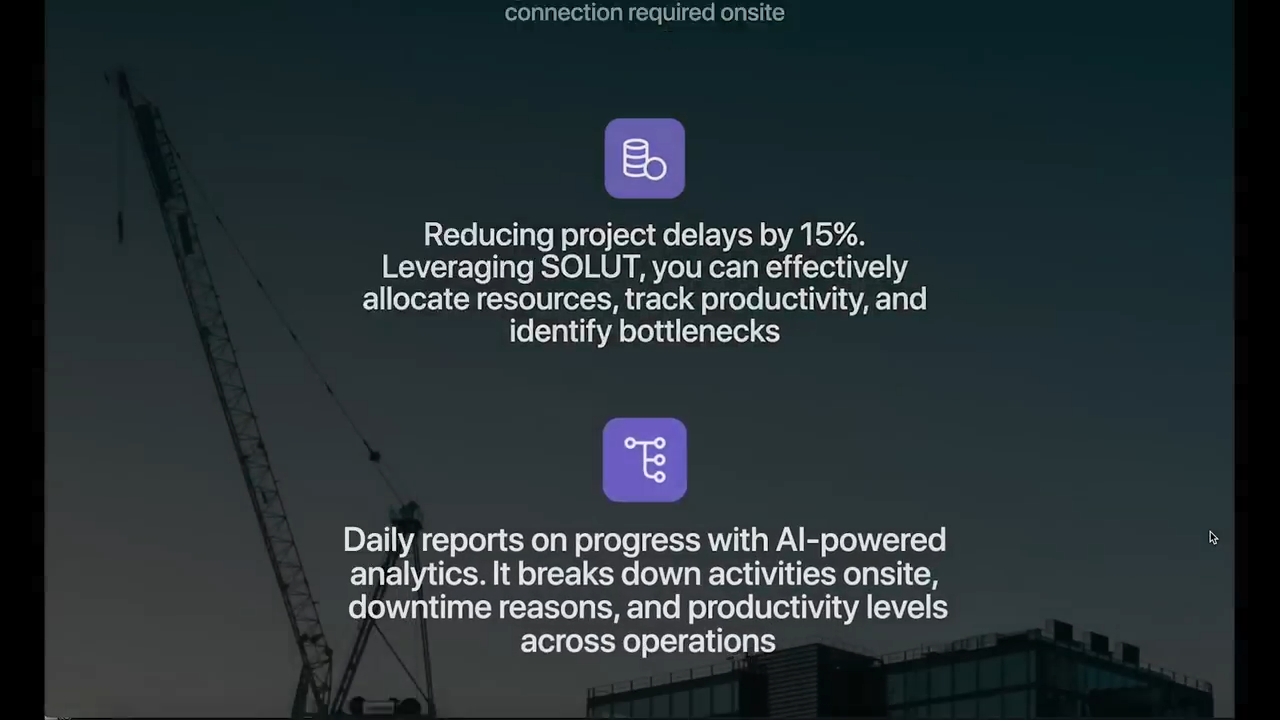 connection required onsite
Reducing project delays by 15%.
Leveraging SOLUT, you can effectively
allocate resources, track productivity, and
identify bottlenecks
Daily reports on progress with AI-powered
analytics. It breaks down activities onsite,
downtime reasons, and productivity levels
across operations